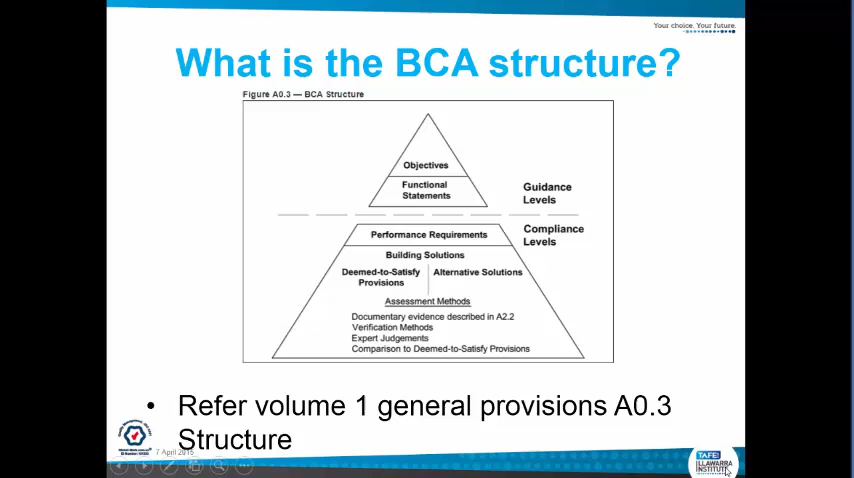 Your choice. Your future.
What is the BCA structure?
Figure A0.3 — BCA Structure
Objectives
Functional
Statements
Guidance
Levels
Performance Requirements
Compliance
Levels
Building Solutions
Deemed-to-Satisfy
Provisions
Alternative Solutions
Assessment Methods
Documentary evidence described in A2.2
Verification Methods
Expert Judgements
Comparison to Deemed-to-Satisfy Provisions
• Refer volume 1 general provisions A0.3
Structure
7 April 2015
TAFE
ILLAWARRA
INSTITUTE